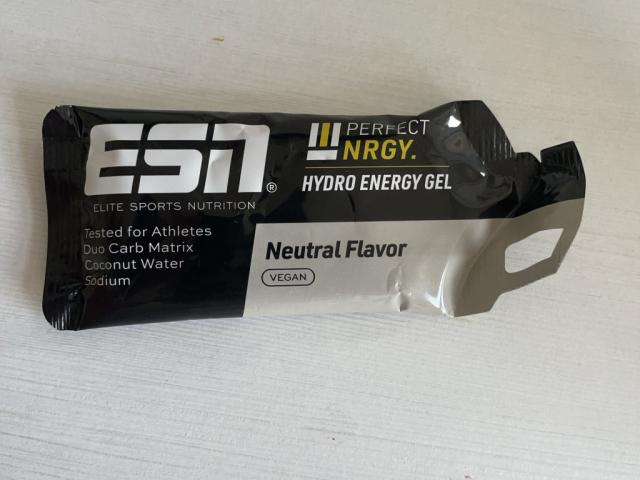 ESN®
ELITE SPORTS NUTRITION
Tested for Athletes
Duo Carb Matrix
Coconut Water
Sodium
PERFECT
NRGY.
HYDRO ENERGY GEL
Neutral Flavor
VEGAN